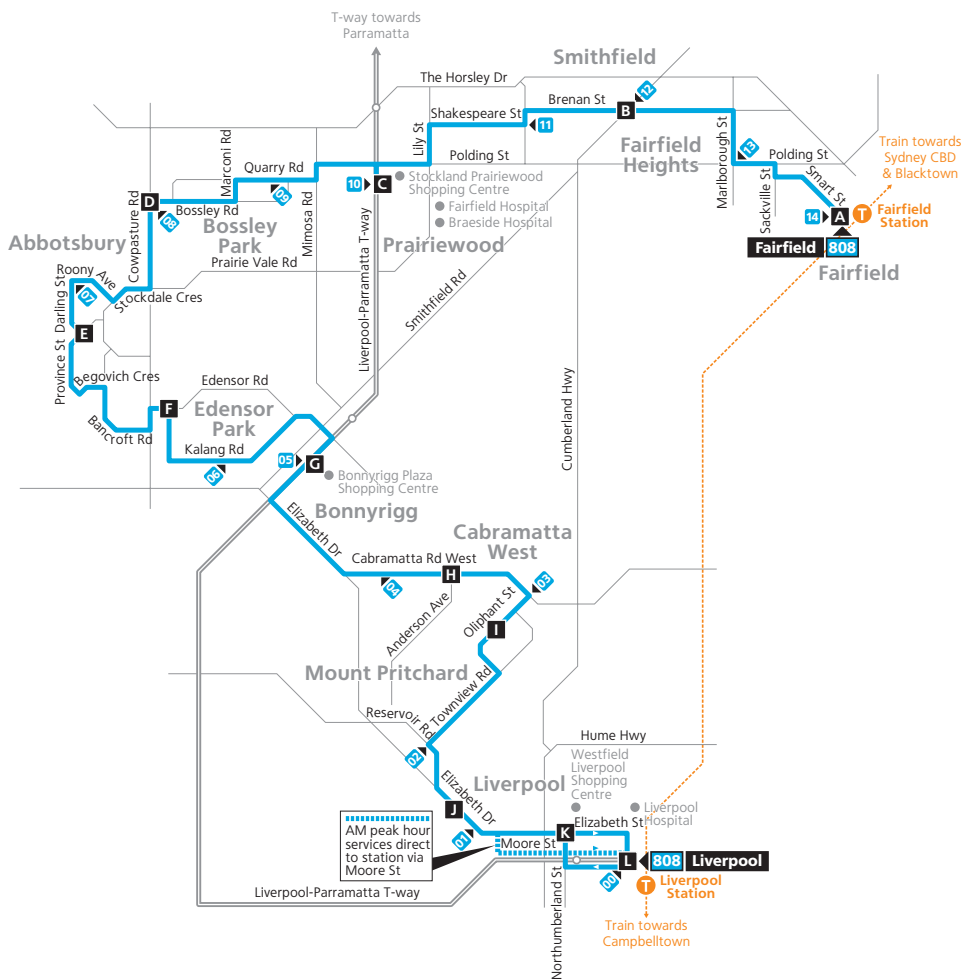 T-way towards
Parramatta
Smithfield
The Horsley Dr
12
Brenan St
B
Shakespeare St
11
Lily St
Fairfield
Heights
Marlborough St
13
Polding St
Polding St
Train towards
Sydney CBD
& Blacktown
Marconi Rd
Quarry Rd
09
10
C
Stockland Prairiewood
Shopping Centre
Fairfield Hospital
Braeside Hospital
Sackville St
Smart St
14
A
T
Fairfield
Station
Fairfield
808
Fairfield
D
Bossley Rd
08
Cowpasture Rd
Abbotsbury
Bossley
Park
Mimosa Rd
Prairiewood
Prairie Vale Rd
Liverpool-Parramatta T-way
Smithfield Rd
Roony Ave
07
Stockdale Cres
Darling St
E
Province St
Begovich Cres
Edensor Rd
F
Bancroft Rd
Edensor
Park
Kalang Rd
06
05
G
Bonnyrigg Plaza
Shopping Centre
Bonnyrigg
Cumberland Hwy
Elizabeth Dr
Cabramatta
West
Cabramatta Rd West
04
H
03
Anderson Ave
Oliphant St
I
Mount Pritchard
Townview Rd
Reservoir Rd
02
Hume Hwy
Westfield
Liverpool
Shopping
Centre
Liverpool
Liverpool
Hospital
Elizabeth Dr
J
01
K
Elizabeth St
AM peak hour
services direct
to station via
Moore St
Moore St
L
808
Liverpool
00
T
Liverpool
Station
Liverpool-Parramatta T-way
Northumberland St
Train towards
Campbelltown